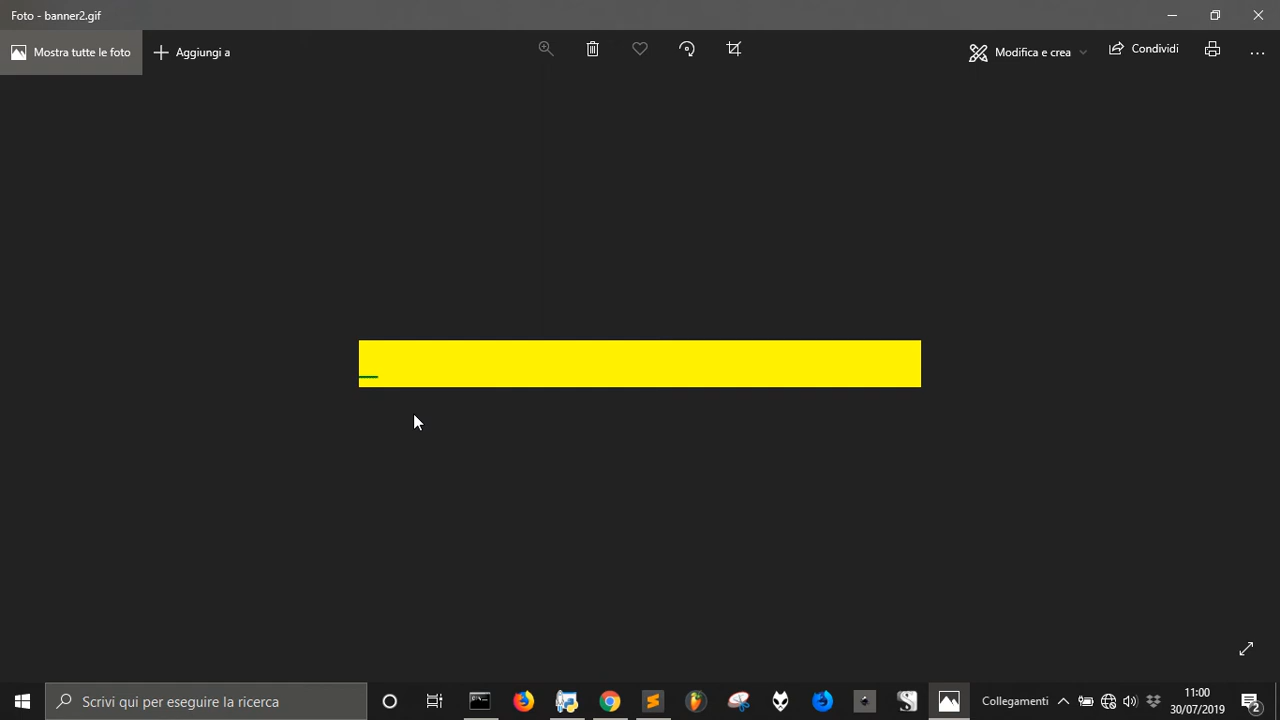 Foto - banner2.gif
Mostra tutte le foto
Aggiungi a
Modifica e crea
Condividi
Scrivi qui per eseguire la ricerca
Collegamenti
11:00
30/07/2019
2